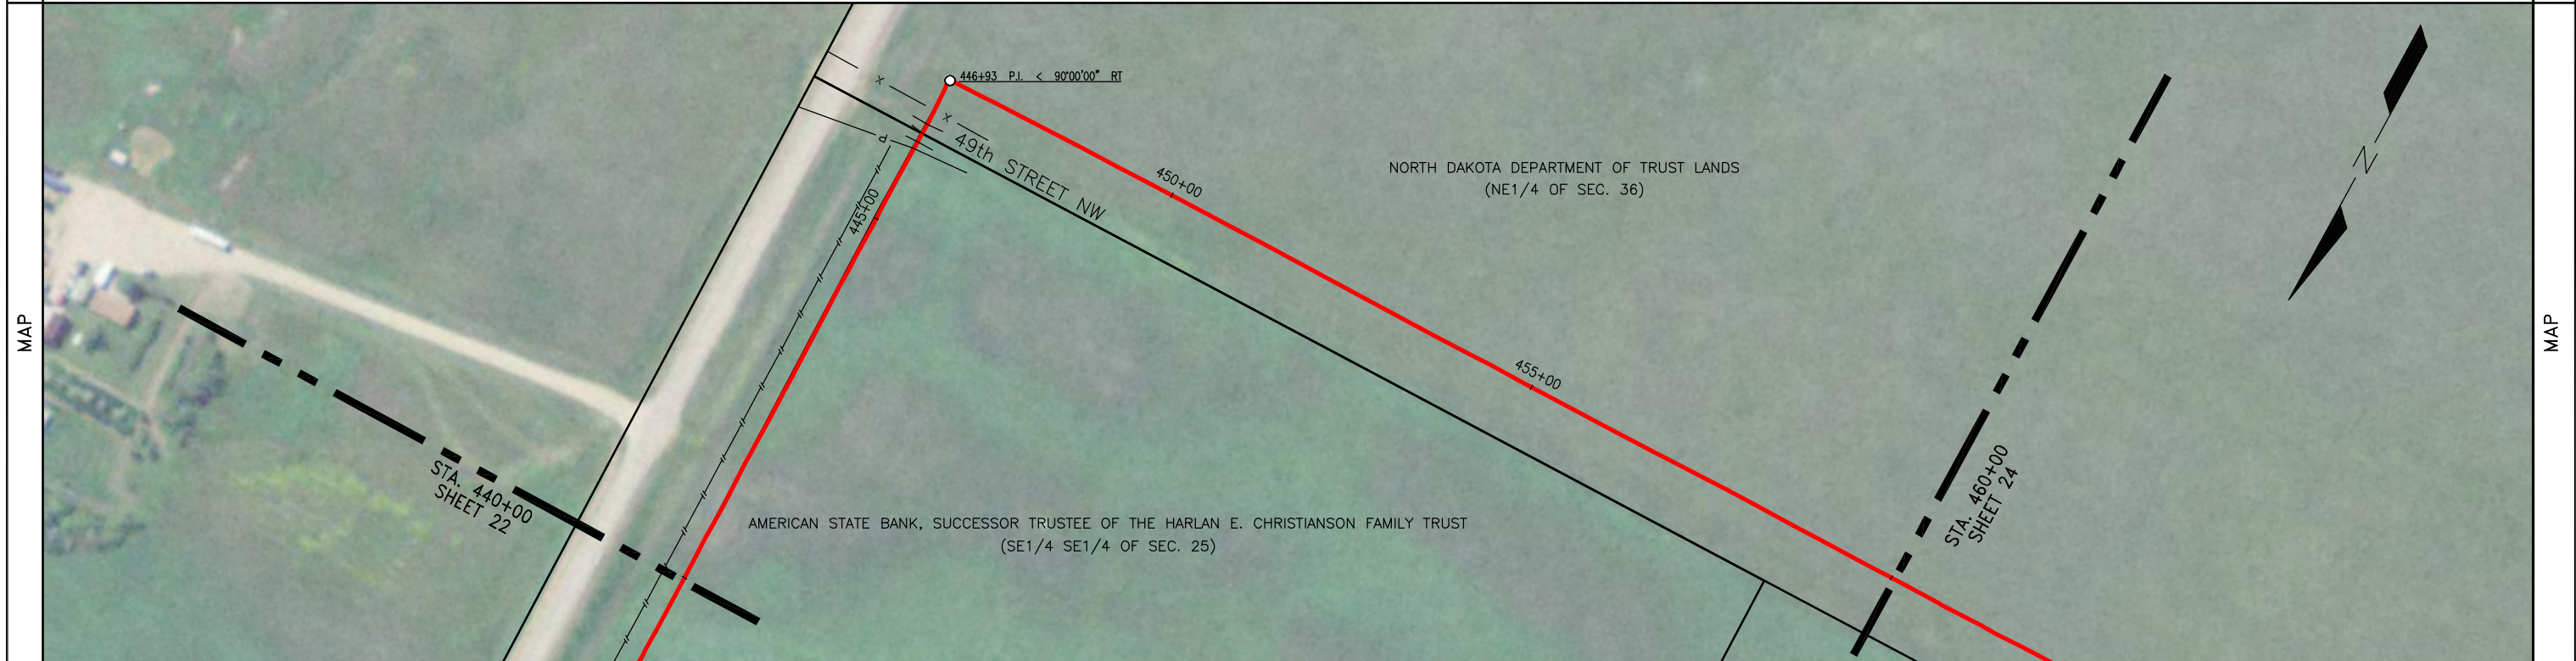 446+93 P.I. < 90°00'00" RT
x
x
P
49th STREET NW
445+00
450+00
NORTH DAKOTA DEPARTMENT OF TRUST LANDS
(NE1/4 OF SEC. 36)
N
MAP
MAP
455+00
STA. 440+00
SHEET 22
STA. 460+00
SHEET 24
AMERICAN STATE BANK, SUCCESSOR TRUSTEE OF THE HARLAN E. CHRISTIANSON FAMILY TRUST
(SE1/4 SE1/4 OF SEC. 25)